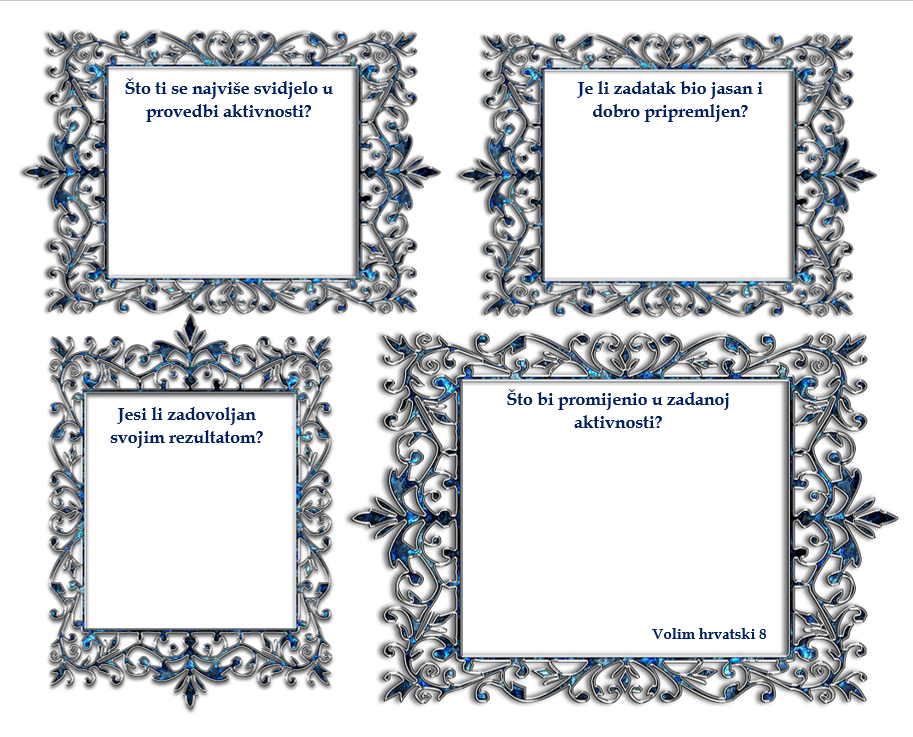 Što ti se najviše svidjelo u
provedbi aktivnosti?
Je li zadatak bio jasan i
dobro pripremljen?
Jesi li zadovoljan
svojim rezultatom?
Što bi promijenio u zadanoj
aktivnosti?
Volim hrvatski 8